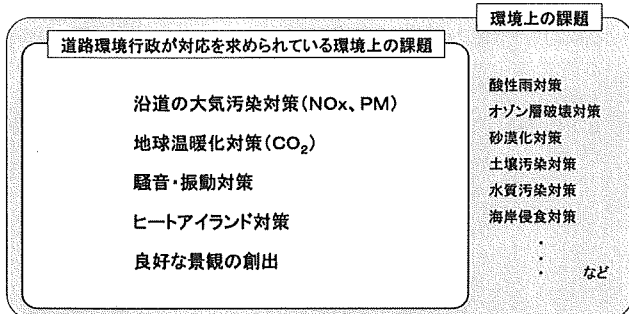 環境上の課題
道路環境行政が対応を求められている環境上の課題
沿道の大気汚染対策(NOx、PM)
地球温暖化対策(CO₂)
騒音・振動対策
ヒートアイランド対策
良好な景観の創出
酸性雨対策
オゾン層破壊対策
砂漠化対策
土壌汚染対策
水質汚染対策
海岸侵食対策
・
・
・
など